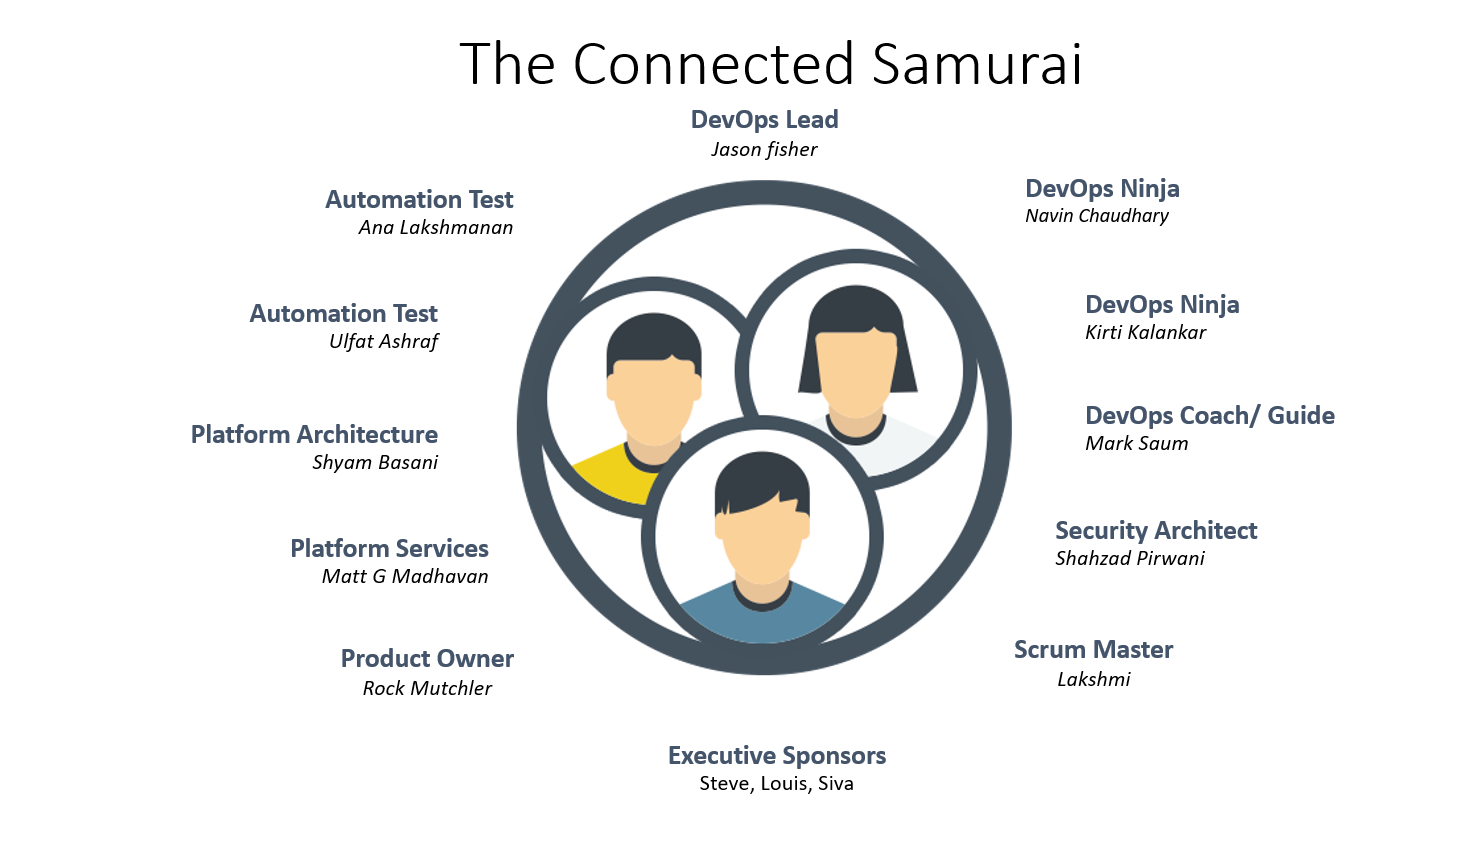 The Connected Samurai
DevOps Lead
Jason fisher
Automation Test
Ana Lakshmanan
DevOps Ninja
Navin Chaudhary
Automation Test
Ulfat Ashraf
DevOps Ninja
Kirti Kalankar
Platform Architecture
Shyam Basani
DevOps Coach/ Guide
Mark Saum
Platform Services
Matt G Madhavan
Security Architect
Shahzad Pirwani
Product Owner
Rock Mutchler
Scrum Master
Lakshmi
Executive Sponsors
Steve, Louis, Siva